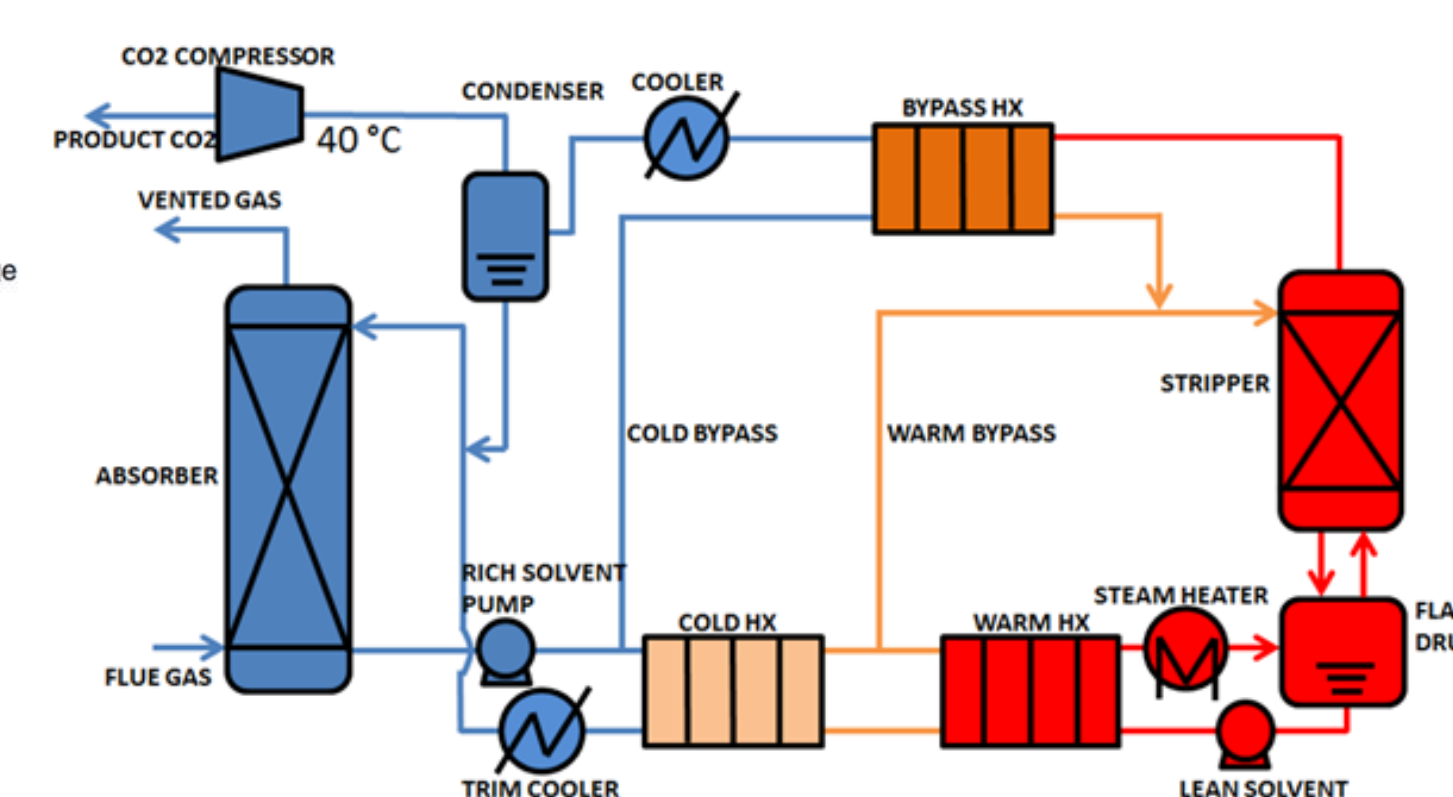 CO2 COMPRESSOR
CONDENSER
COOLER
BYPASS HX
PRODUCT CO2
40 °C
VENTED GAS
STRIPPER
COLD BYPASS
WARM BYPASS
ABSORBER
RICH SOLVENT
PUMP
STEAM HEATER
COLD HX
WARM HX
FLUE GAS
TRIM COOLER
LEAN SOLVENT